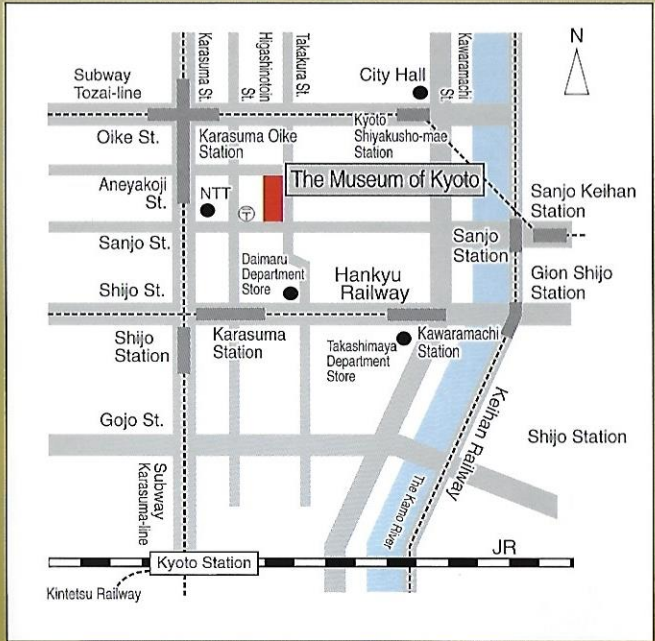 Karasuma St.
Higashinotoin
St.
Takakura St.
Kawaramachi
St.
N
Subway
Tozai-line
City Hall
Oike St.
Karasuma Oike
Station
Kyoto
Shiyakusho-mae
Station
Aneyakoji
St.
NTT
〒
The Museum of Kyoto
Sanjo Keihan
Station
Sanjo St.
Sanjo
Station
Daimaru
Department
Store
Hankyu
Railway
Gion Shijo
Station
Shijo St.
Shijo
Station
Karasuma
Station
Takashimaya
Department
Store
Kawaramachi
Station
Gojo St.
Keihan Railway
Shijo Station
Subway
Karasuma-line
The Kamo River
JR
Kyoto Station
Kintetsu Railway